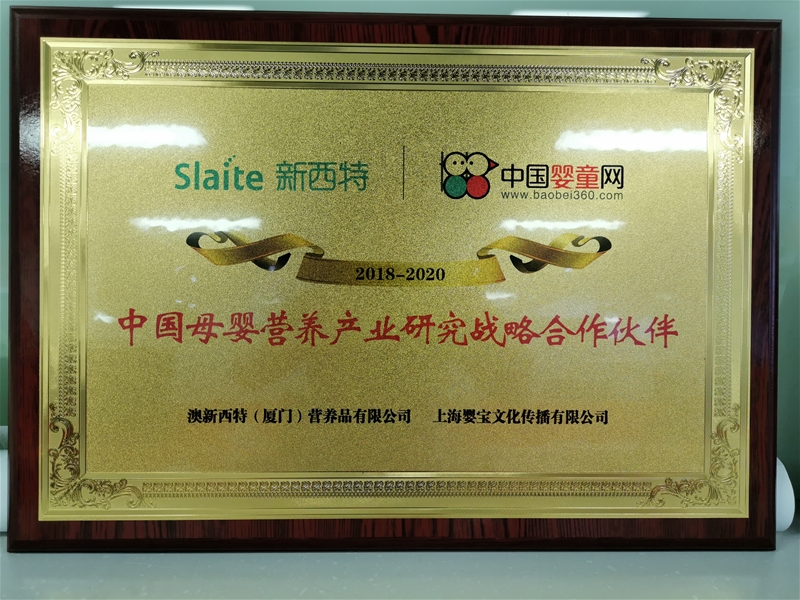 Slaite 新西特
中国婴童网
www.baobei360.com
2018-2020
中国母婴营养产业研究战略合作伙伴
澳新西特（厦门）营养品有限公司 上海婴宝文化传播有限公司